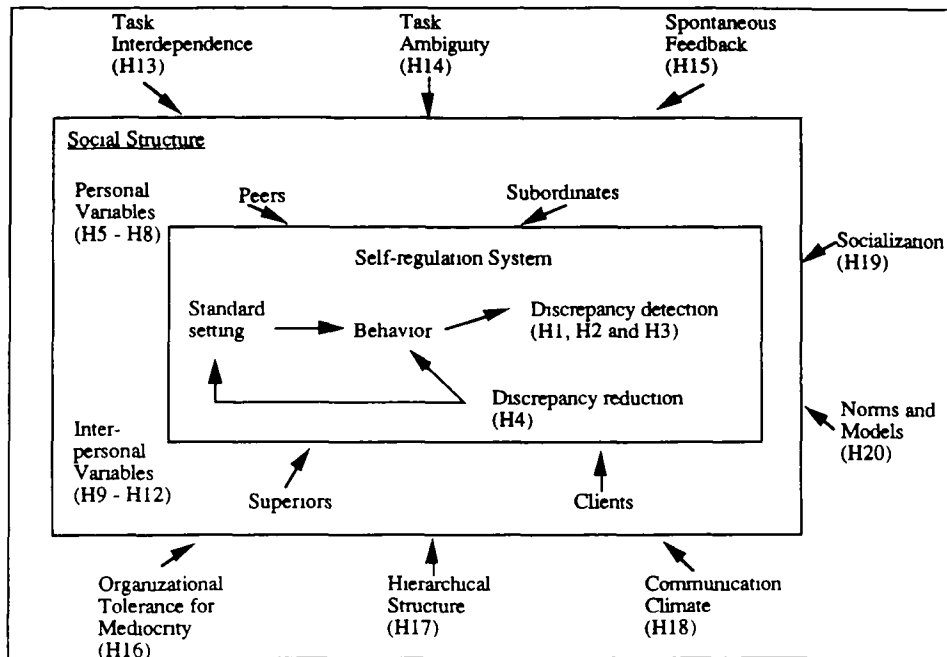 Task
Interdependence
(H13)
Task
Ambiguity
(H14)
Spontaneous
Feedback
(H15)
Social Structure
Personal
Variables
(H5 - H8)
Peers
Subordinates
Self-regulation System
Standard
setting
Behavior
Discrepancy detection
(H1, H2 and H3)
Discrepancy reduction
(H4)
Socialization
(H19)
Norms and
Models
(H20)
Inter-
personal
Variables
(H9 - H12)
Superiors
Clients
Organizational
Tolerance for
Mediocrity
(H16)
Hierarchical
Structure
(H17)
Communication
Climate
(H18)